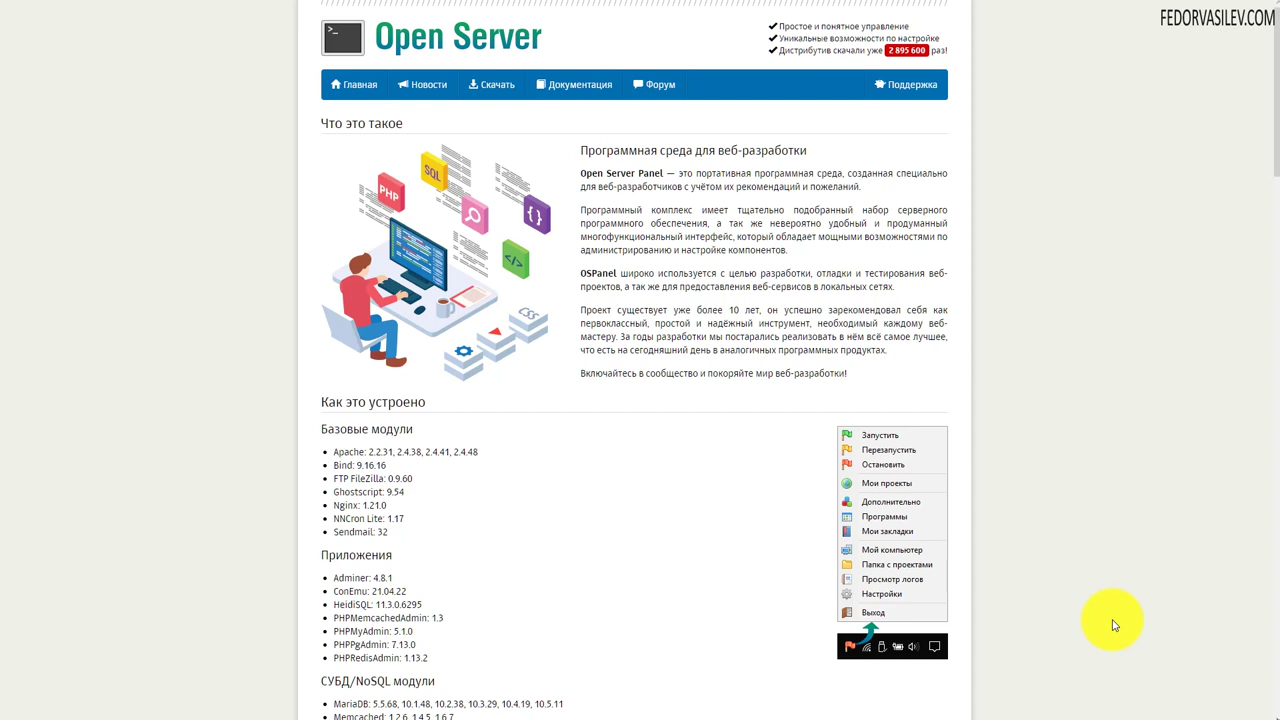 FEDORVASILEV.COM
>_
Open Server
Простое и понятное управление
Уникальные возможности по настройке
Дистрибутив скачали уже 2 895 600 раз!
Главная Новости Скачать Документация Форум Поддержка
Что это такое
PHP
SQL
{ }
</>
Программная среда для веб-разработки
Open Server Panel — это портативная программная среда, созданная специально
для веб-разработчиков с учётом их рекомендаций и пожеланий.
Программный комплекс имеет тщательно подобранный набор серверного
программного обеспечения, а так же невероятно удобный и продуманный
многофункциональный интерфейс, который обладает мощными возможностями по
администрированию и настройке компонентов.
OSPanel широко используется с целью разработки, отладки и тестирования веб-
проектов, а так же для предоставления веб-сервисов в локальных сетях.
Проект существует уже более 10 лет, он успешно зарекомендовал себя как
первоклассный, простой и надёжный инструмент, необходимый каждому веб-
мастеру. За годы разработки мы постарались реализовать в нём всё самое лучшее,
что есть на сегодняшний день в аналогичных программных продуктах.
Включайтесь в сообщество и покоряйте мир веб-разработки!
Как это устроено
Базовые модули
Apache: 2.2.31, 2.4.38, 2.4.41, 2.4.48
Bind: 9.16.16
FTP FileZilla: 0.9.60
Ghostscript: 9.54
Nginx: 1.21.0
NNCron Lite: 1.17
Sendmail: 32
Приложения
Adminer: 4.8.1
ConEmu: 21.04.22
HeidiSQL: 11.3.0.6295
PHPMemcachedAdmin: 1.3
PHPMyAdmin: 5.1.0
PHPPgAdmin: 7.13.0
PHPRedisAdmin: 1.13.2
СУБД/NoSQL модули
MariaDB: 5.5.68, 10.1.48, 10.2.38, 10.3.29, 10.4.19, 10.5.11
Memcached: 1.2.6, 1.4.5, 1.6.7
Запустить
Перезапустить
Остановить
Мои проекты
Дополнительно
Программы
Мои закладки
Мой компьютер
Папка с проектами
Просмотр логов
Настройки
Выход